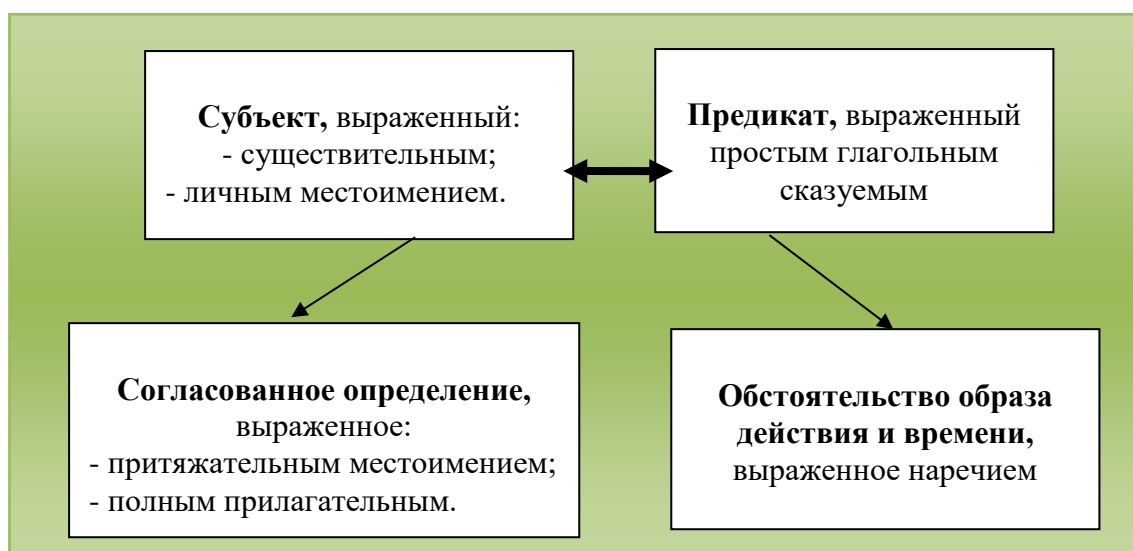 Субъект, выраженный:
- существительным;
- личным местоимением.
Предикат, выраженный
простым глагольным
сказуемым
Согласованное определение,
выраженное:
- притяжательным местоимением;
- полным прилагательным.
Обстоятельство образа
действия и времени,
выраженное наречием